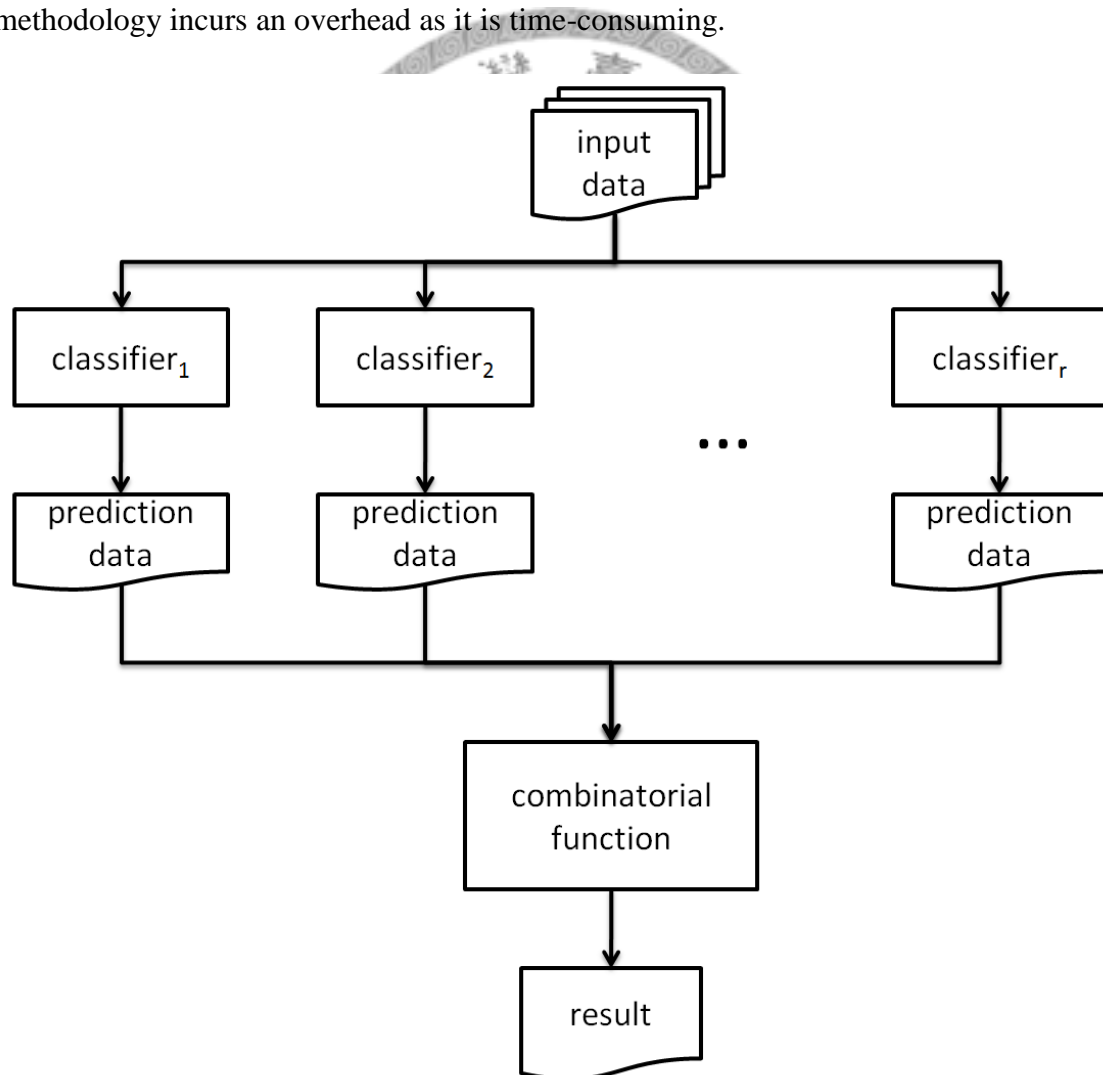 methodology incurs an overhead as it is time-consuming.
input
data
classifier₁
classifier₂
classifierᵣ
...
prediction
data
prediction
data
prediction
data
combinatorial
function
result